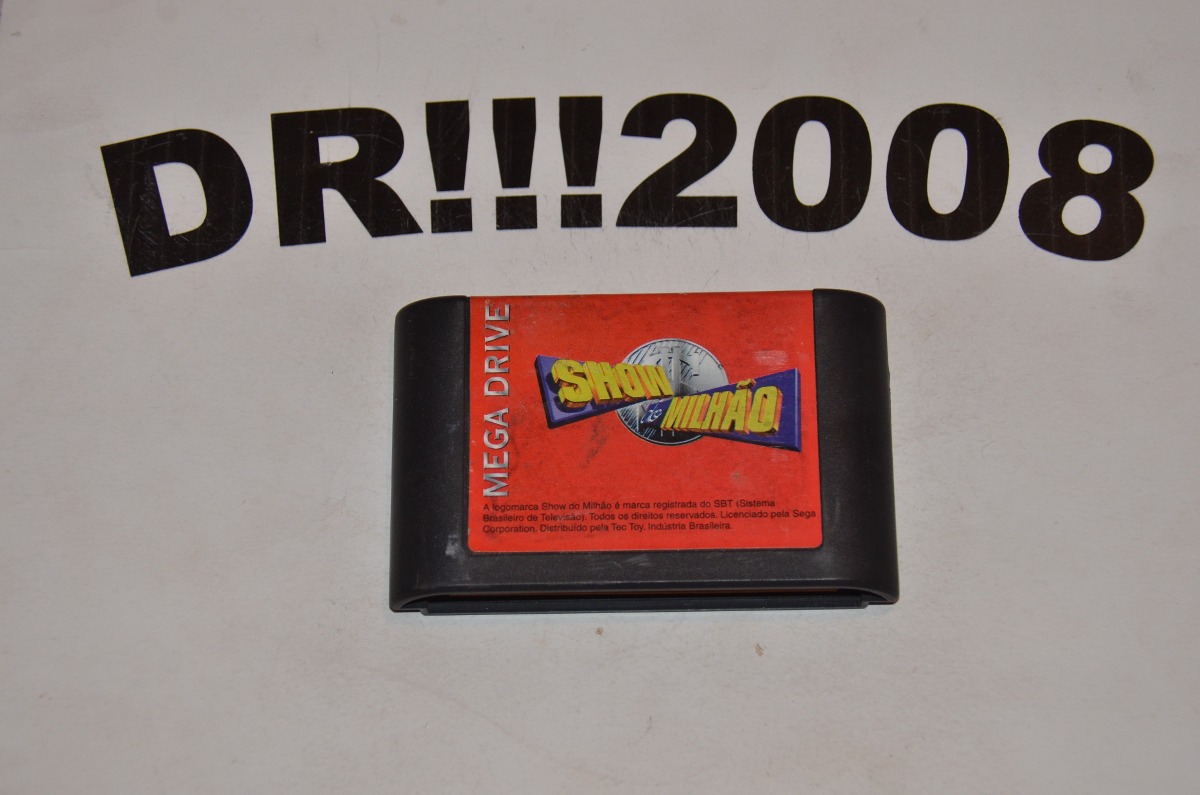 DR!!!2008
MEGA DRIVE
SHOW
do MILHÃO
A logomarca Show do Milhão é marca registrada do SBT (Sistema
Brasileiro de Televisão). Todos os direitos reservados. Licenciado pela Sega
Corporation. Distribuído pela Tec Toy. Indústria Brasileira.